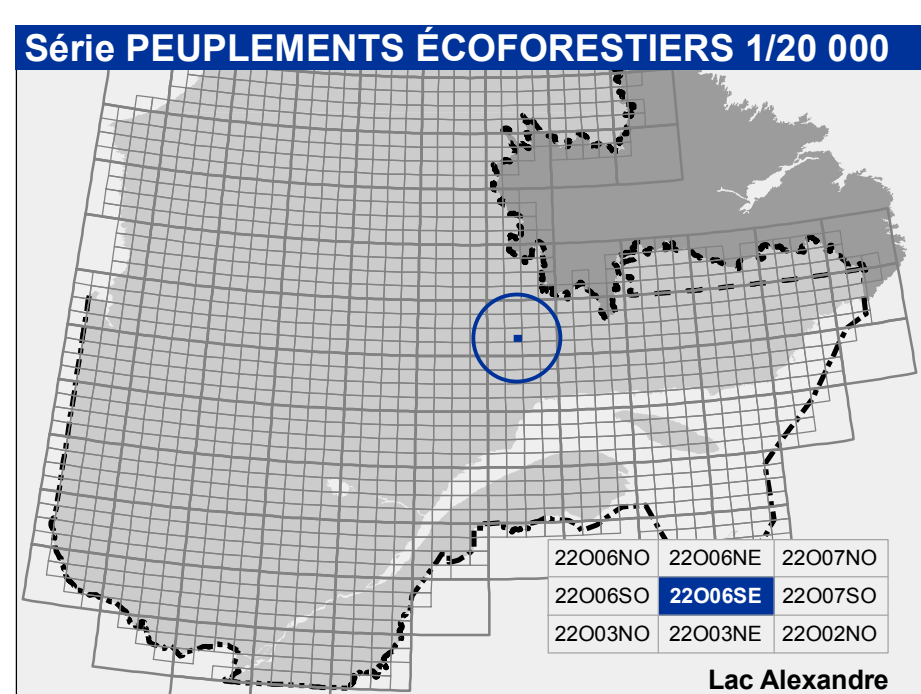 Série PEUPLEMENTS ÉCOFORESTIERS 1/20 000
22O06NO 22O06NE 22O07NO
22O06SO 22O06SE 22O07SO
22O03NO 22O03NE 22O02NO
Lac Alexandre